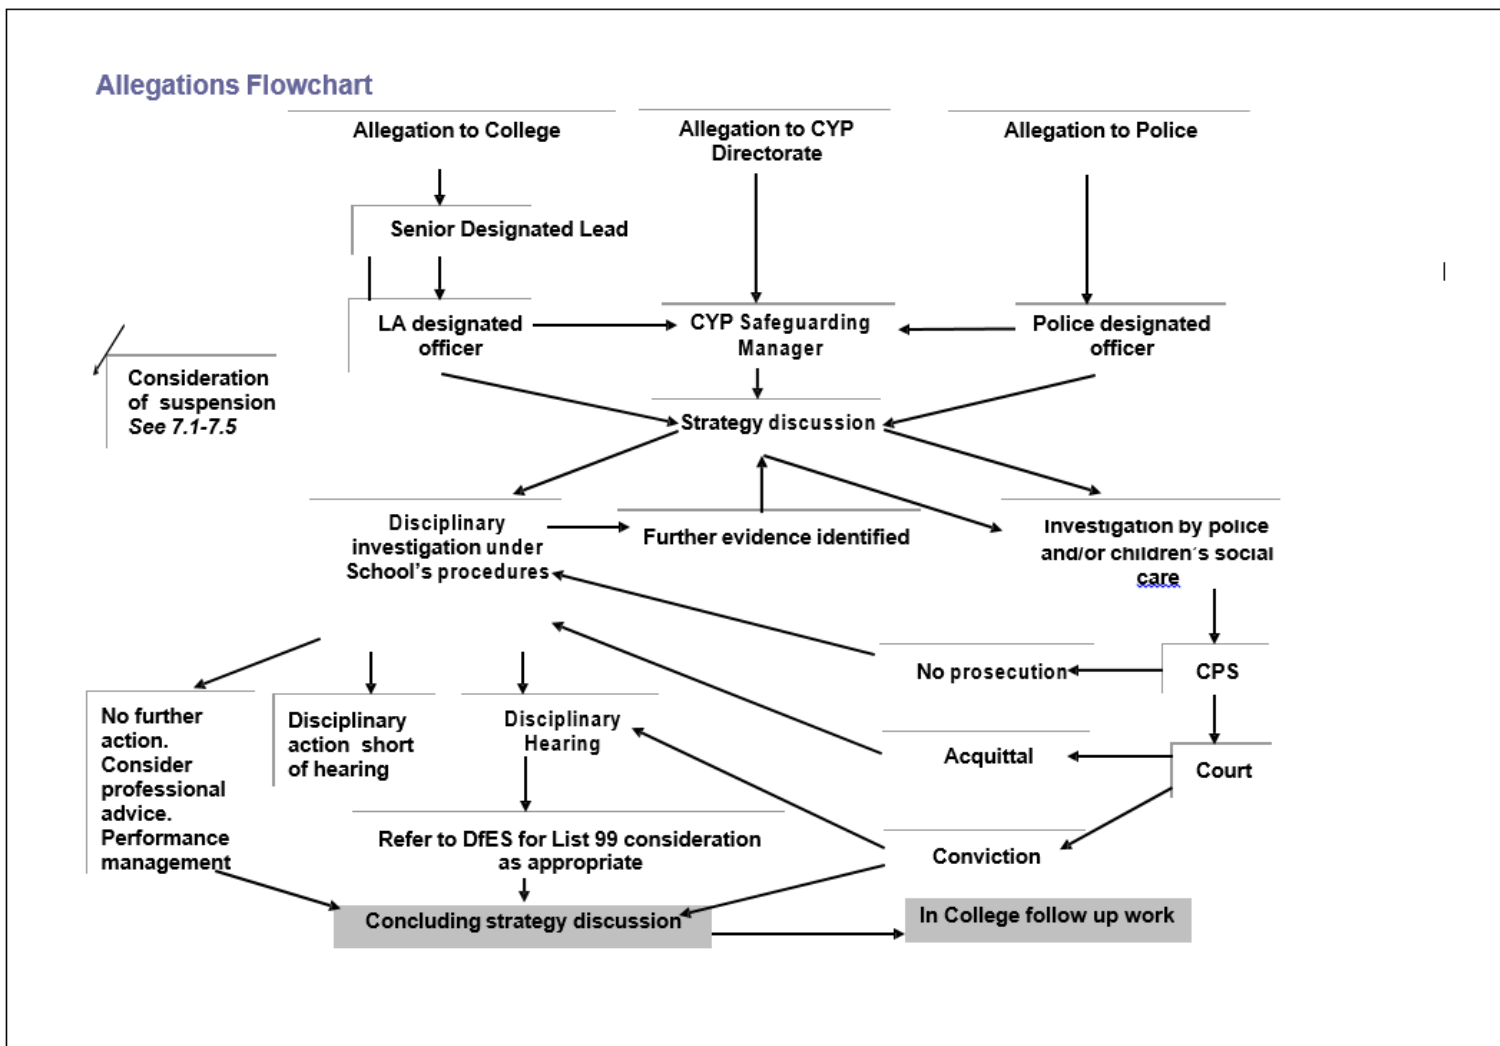 Allegations Flowchart
Allegation to College
Allegation to CYP
Directorate
Allegation to Police
Senior Designated Lead
LA designated
officer
CYP Safeguarding
Manager
Police designated
officer
Consideration
of suspension
See 7.1-7.5
Strategy discussion
Disciplinary
investigation under
School's procedures
Further evidence identified
Investigation by police
and/or children's social
care
No prosecution
CPS
No further
action.
Consider
professional
advice.
Performance
management
Disciplinary
action short
of hearing
Disciplinary
Hearing
Acquittal
Court
Refer to DfES for List 99 consideration
as appropriate
Conviction
Concluding strategy discussion
In College follow up work